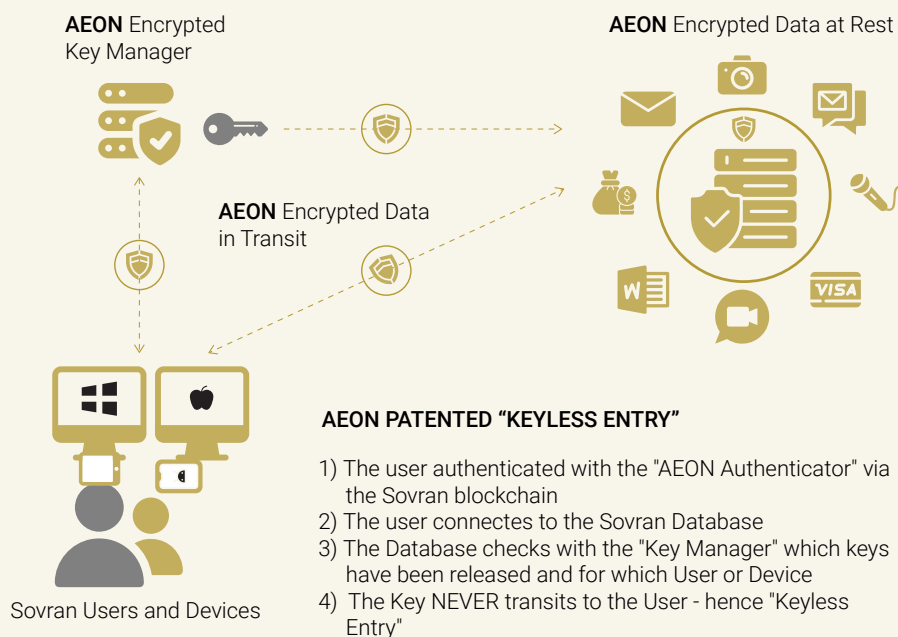 AEON Encrypted
Key Manager
AEON Encrypted Data at Rest
$
AEON Encrypted Data
in Transit
W
VISA
AEON PATENTED “KEYLESS ENTRY”
1) The user authenticated with the "AEON Authenticator" via
the Sovran blockchain
2) The user connectes to the Sovran Database
3) The Database checks with the "Key Manager" which keys
have been released and for which User or Device
4) The Key NEVER transits to the User - hence "Keyless
Entry"
Sovran Users and Devices